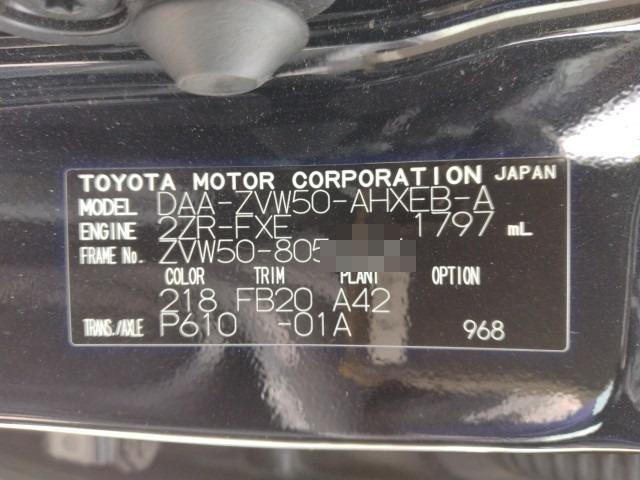 TOYOTA MOTOR CORPORATION JAPAN
MODEL DAA-ZVW50-AHXEB-A
ENGINE 2ZR-FXE 1797 mL
FRAME No. ZVW50-805
COLOR TRIM PLANT OPTION
218 FB20 A42
TRANS./AXLE P610 -01A 968